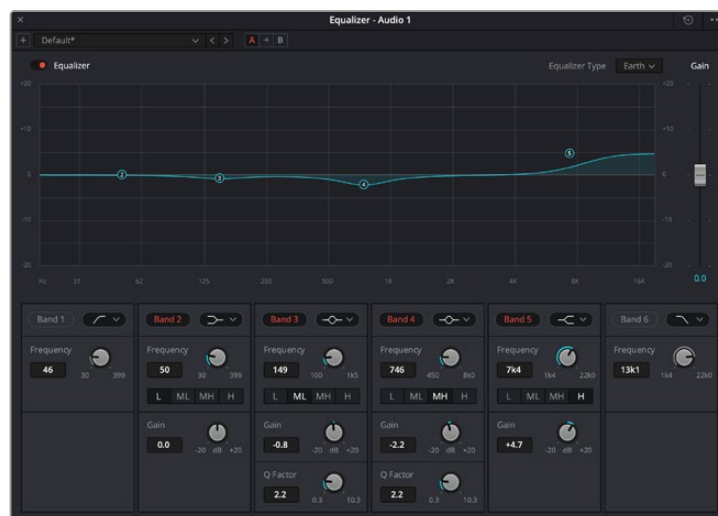 Equalizer - Audio 1
Default*
A B
Equalizer
Equalizer Type Earth Gain
+20 +20
+10 +10
0 0
-10 -10
-20 -20
2 3 4 5
31 62 125 250 500 1K 2K 4K 8K 16K
0.0
Band 1 Band 2 Band 3 Band 4 Band 5 Band 6
Frequency Frequency Frequency Frequency Frequency Frequency
46 30 399 50 30 399 149 100 1k5 746 450 8k0 7k4 1k4 22k0 13k1 1k4 22k0
L ML MH H L ML MH H L ML MH H L ML MH H
Gain Gain Gain Gain
0.0 -20 dB +20 -0.8 -20 dB +20 -2.2 -20 dB +20 +4.7 -20 dB +20
Q Factor Q Factor
2.2 0.3 10.3 2.2 0.3 10.3